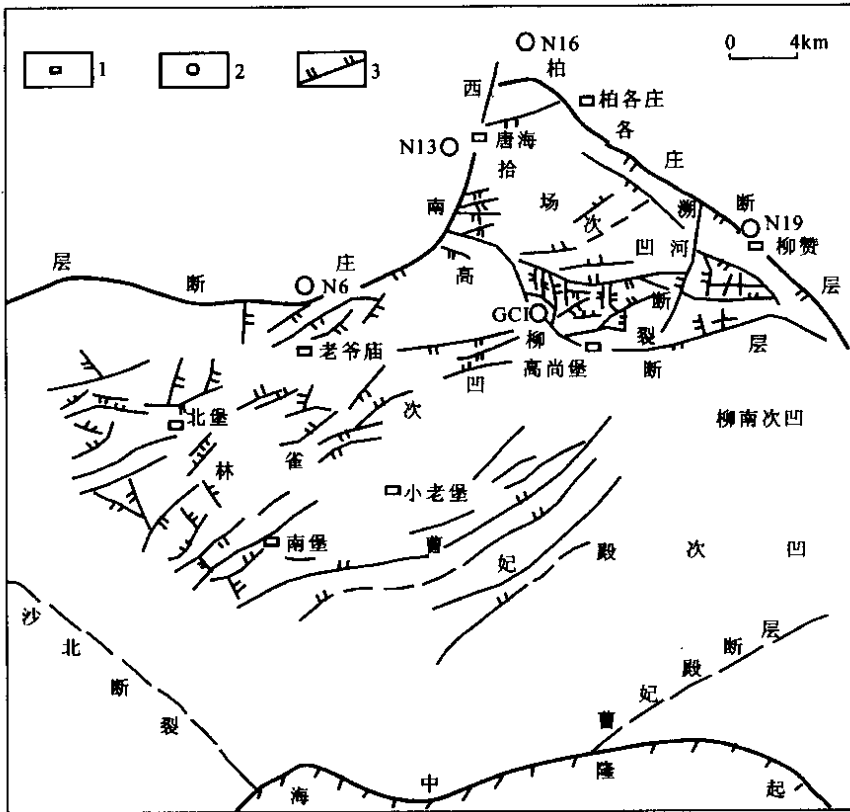 1
2
3
N16
0 4km
西南庄断层
柏各庄断层
柏各庄
唐海
N13
拾场次凹
溯河断裂
N19
柳赞
N6
高柳断层
GCI
老爷庙
高尚堡
北堡
林雀次凹
柳南次凹
小老堡
南堡
曹妃殿次凹
沙北断裂
曹妃殿断层
海中隆起